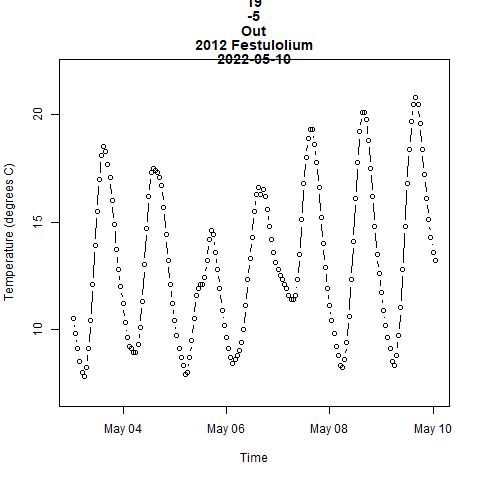 19
-5
Out
2012 Festulolium
2022-05-10
Temperature (degrees C)
20
15
10
May 04
May 06
May 08
May 10
Time